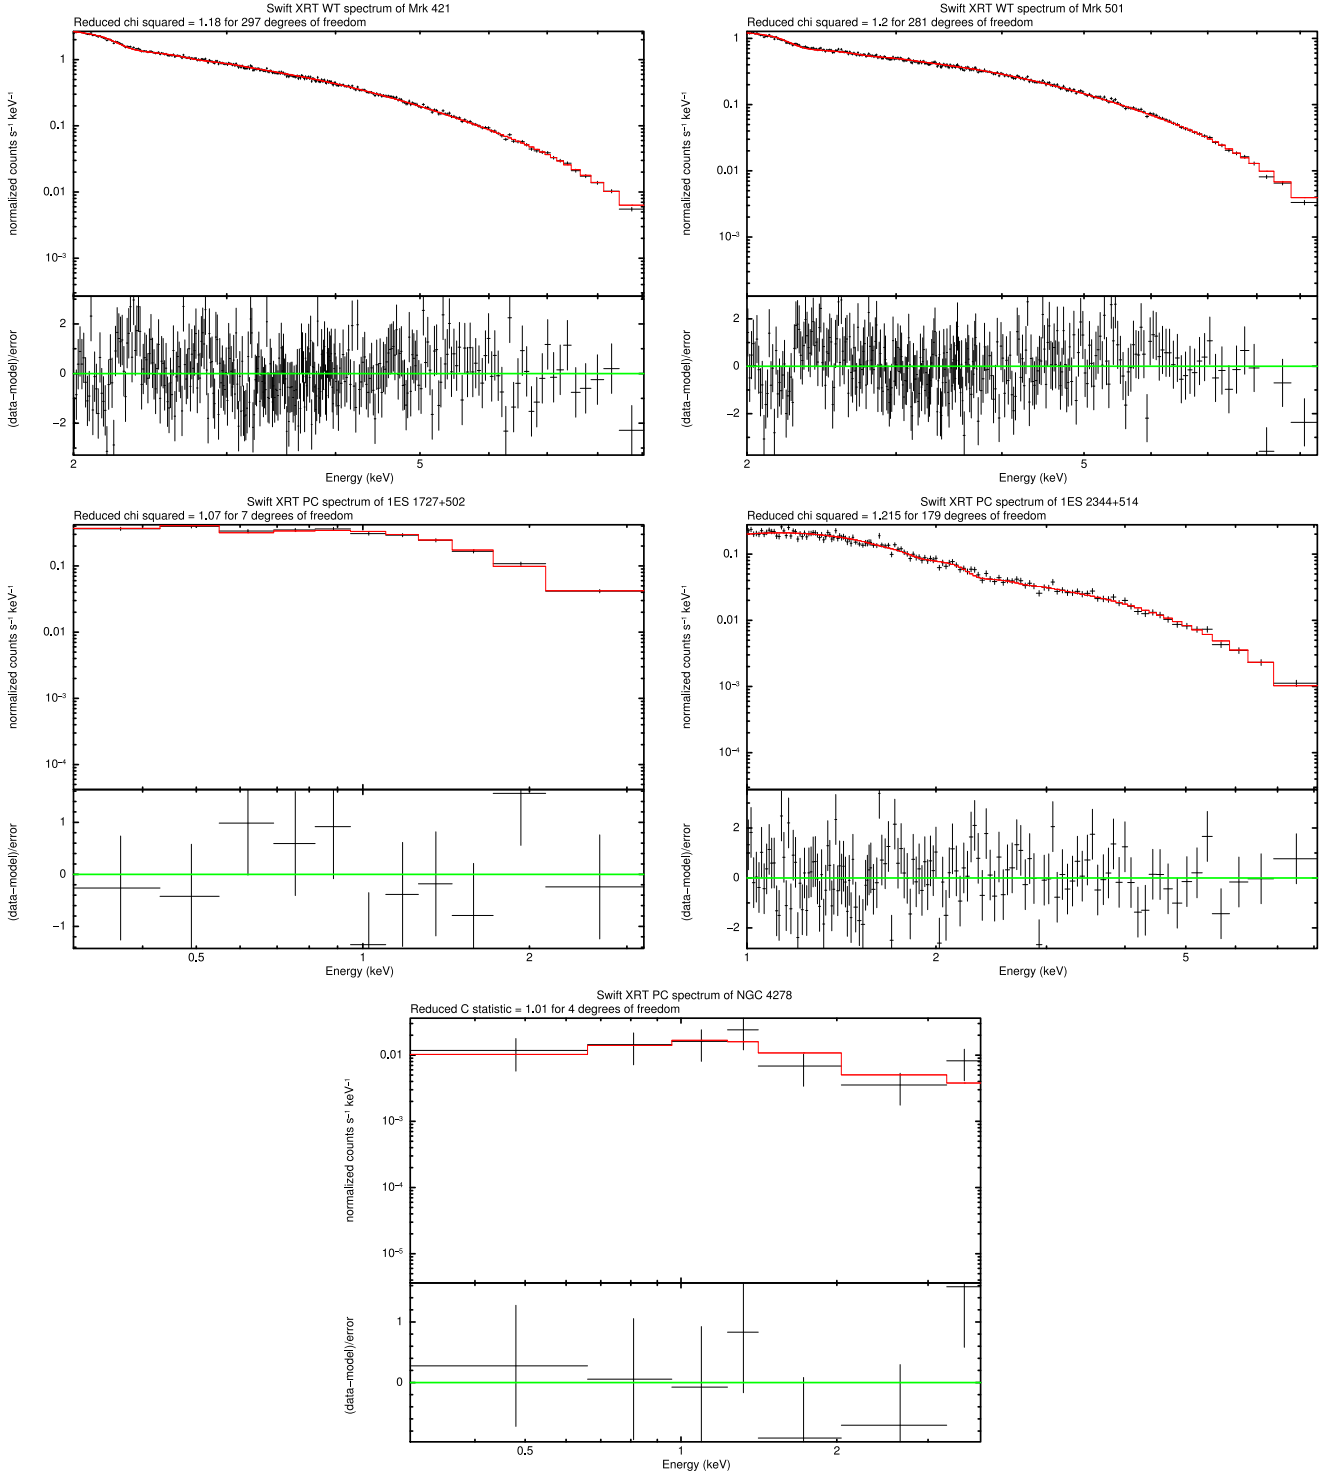 Swift XRT WT spectrum of Mrk 421
Reduced chi squared = 1.18 for 297 degrees of freedom
normalized counts s⁻¹ keV⁻¹
1
0.1
0.01
10⁻³
(data−model)/error
2
0
−2
2
5
Energy (keV)
Swift XRT WT spectrum of Mrk 501
Reduced chi squared = 1.2 for 281 degrees of freedom
normalized counts s⁻¹ keV⁻¹
1
0.1
0.01
10⁻³
(data−model)/error
2
0
−2
2
5
Energy (keV)
Swift XRT PC spectrum of 1ES 1727+502
Reduced chi squared = 1.07 for 7 degrees of freedom
normalized counts s⁻¹ keV⁻¹
0.1
0.01
10⁻³
10⁻⁴
(data−model)/error
1
0
−1
0.5
1
2
Energy (keV)
Swift XRT PC spectrum of 1ES 2344+514
Reduced chi squared = 1.215 for 179 degrees of freedom
normalized counts s⁻¹ keV⁻¹
0.1
0.01
10⁻³
10⁻⁴
(data−model)/error
2
0
−2
1
2
5
Energy (keV)
Swift XRT PC spectrum of NGC 4278
Reduced C statistic = 1.01 for 4 degrees of freedom
normalized counts s⁻¹ keV⁻¹
0.01
10⁻³
10⁻⁴
10⁻⁵
(data−model)/error
1
0
0.5
1
2
Energy (keV)